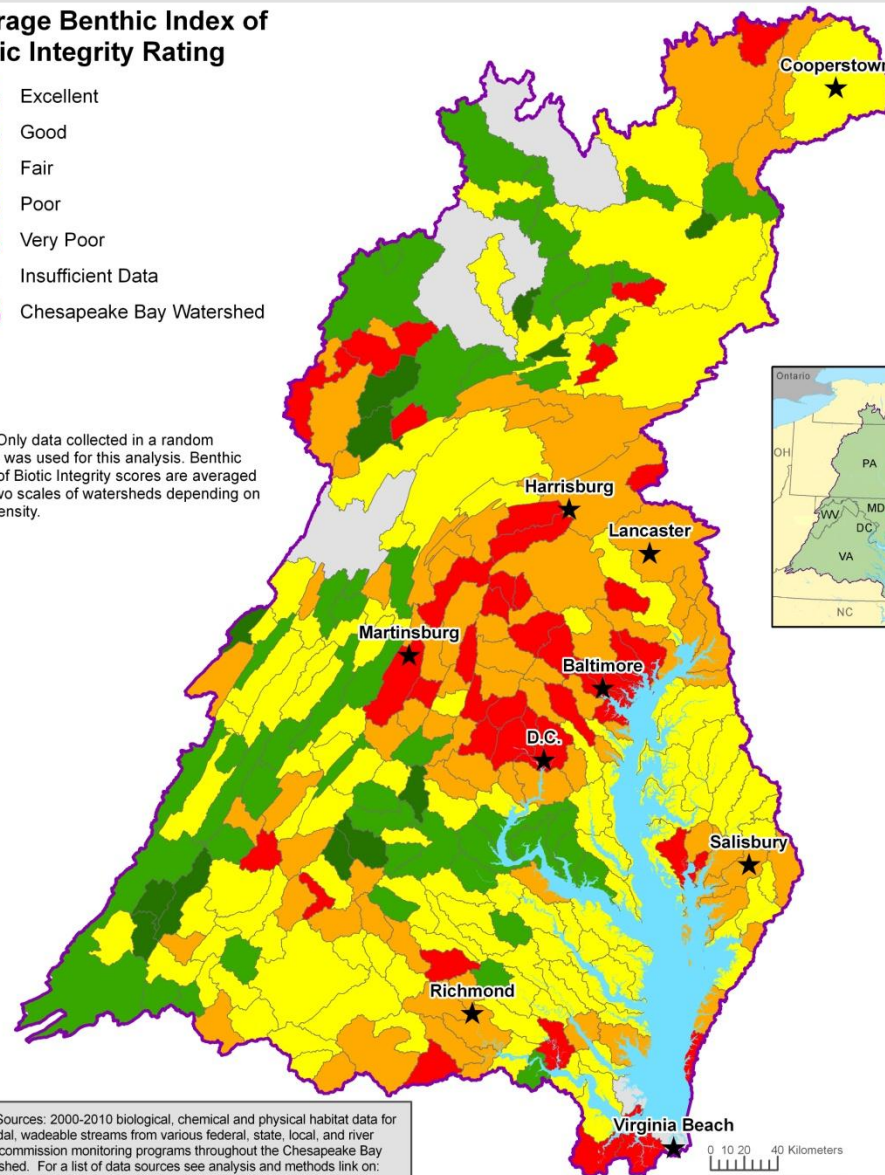 rage Benthic Index of
ic Integrity Rating
Excellent
Good
Fair
Poor
Very Poor
Insufficient Data
Chesapeake Bay Watershed
Only data collected in a random
was used for this analysis. Benthic
of Biotic Integrity scores are averaged
wo scales of watersheds depending on
ensity.
Cooperstown
Ontario
OH
PA
WV
MD
DC
VA
NC
Harrisburg
Lancaster
Martinsburg
Baltimore
D.C.
Salisbury
Richmond
Virginia Beach
0 10 20 40 Kilometers
Sources: 2000-2010 biological, chemical and physical habitat data for
dal, wadeable streams from various federal, state, local, and river
commission monitoring programs throughout the Chesapeake Bay
shed. For a list of data sources see analysis and methods link on: